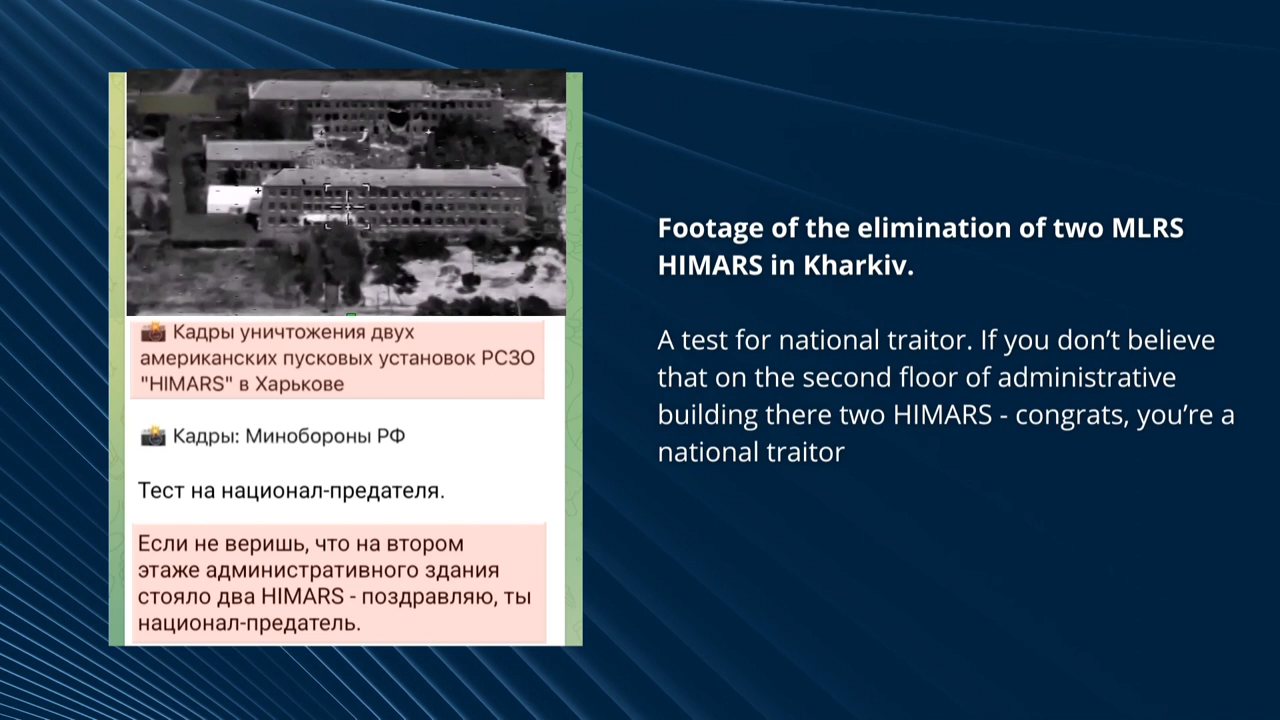 Кадры уничтожения двух
американских пусковых установок РСЗО
"HIMARS" в Харькове
Кадры: Минобороны РФ
Тест на национал-предателя.
Если не веришь, что на втором
этаже административного здания
стояло два HIMARS - поздравляю, ты
национал-предатель.
Footage of the elimination of two MLRS
HIMARS in Kharkiv.
A test for national traitor. If you don’t believe
that on the second floor of administrative
building there two HIMARS - congrats, you’re a
national traitor